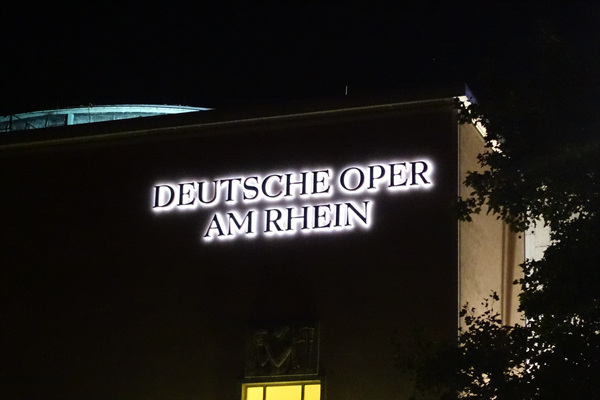 DEUTSCHE OPER
AM RHEIN